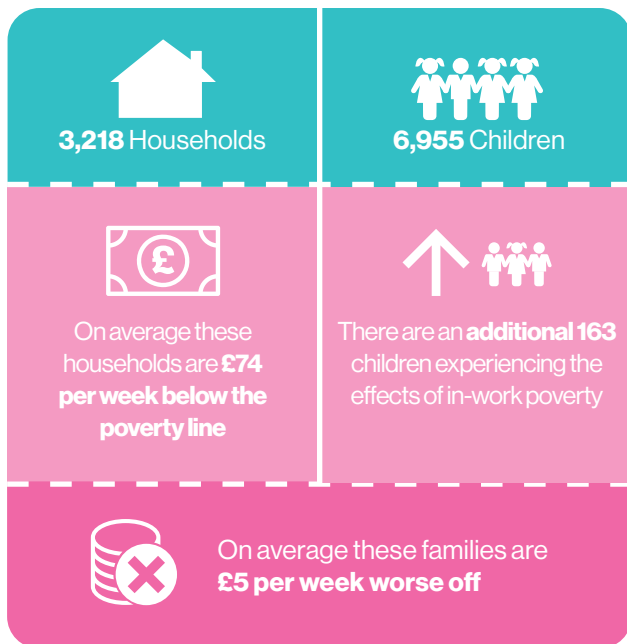 3,218 Households
6,955 Children
£
On average these
households are £74
per week below the
poverty line
There are an additional 163
children experiencing the
effects of in-work poverty
On average these families are
£5 per week worse off